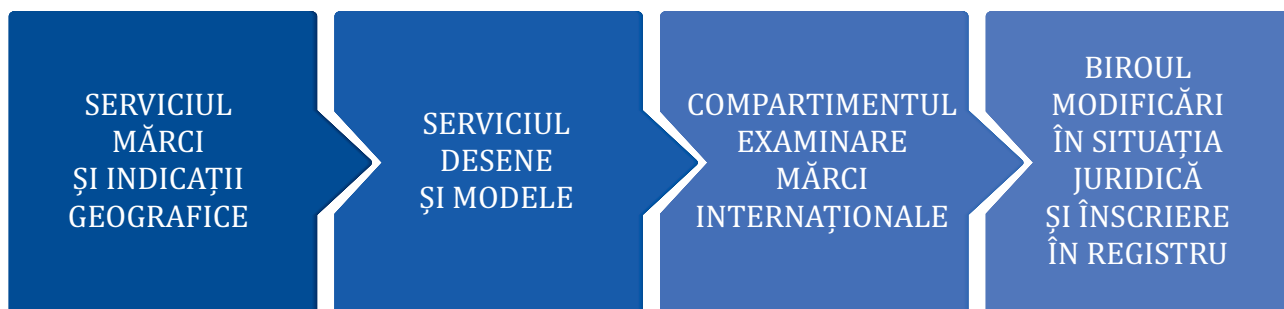 SERVICIUL
MĂRCI
ȘI INDICAȚII
GEOGRAFICE
SERVICIUL
DESENE
ȘI MODELE
COMPARTIMENTUL
EXAMINARE
MĂRCI
INTERNAȚIONALE
BIROUL
MODIFICĂRI
ÎN SITUAȚIA
JURIDICĂ
ȘI ÎNSCRIERE
ÎN REGISTRU